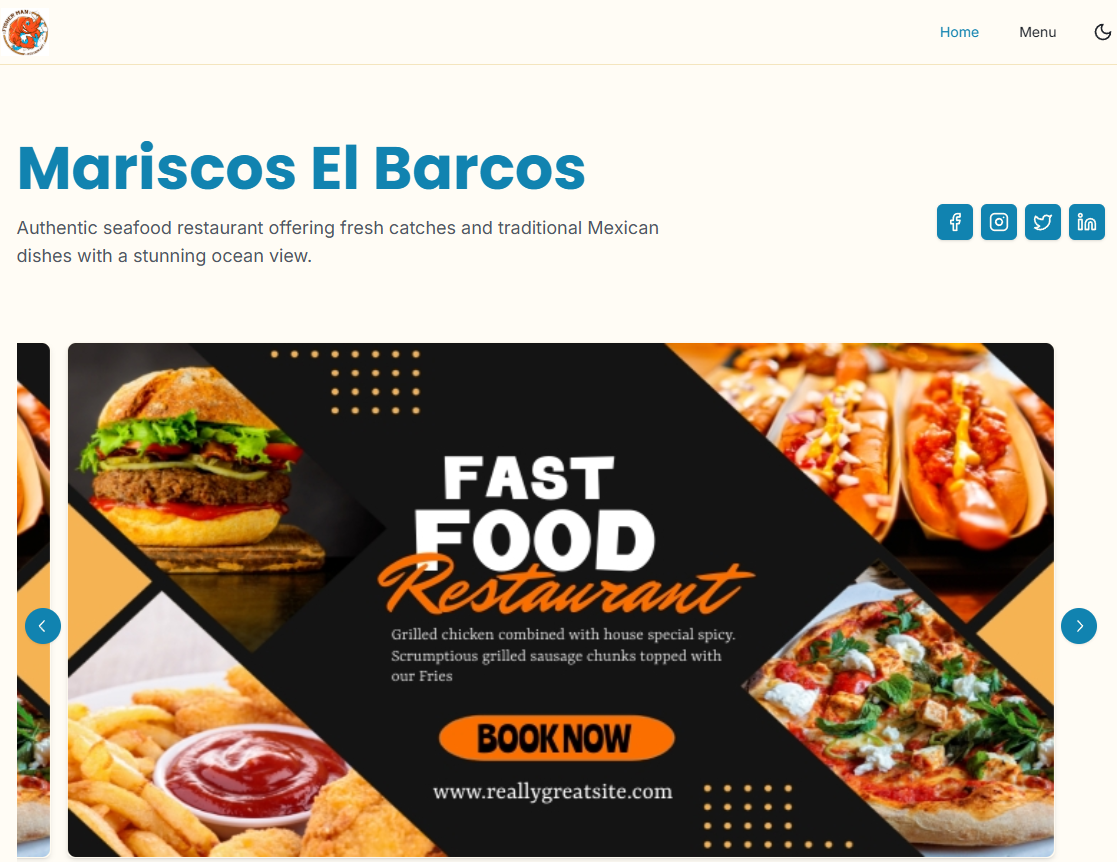 Home
Menu
Mariscos El Barcos
Authentic seafood restaurant offering fresh catches and traditional Mexican
dishes with a stunning ocean view.
FAST
FOOD
Restaurant
Grilled chicken combined with house special spicy.
Scrumptious grilled sausage chunks topped with
our Fries
BOOK NOW
www.reallygreatsite.com